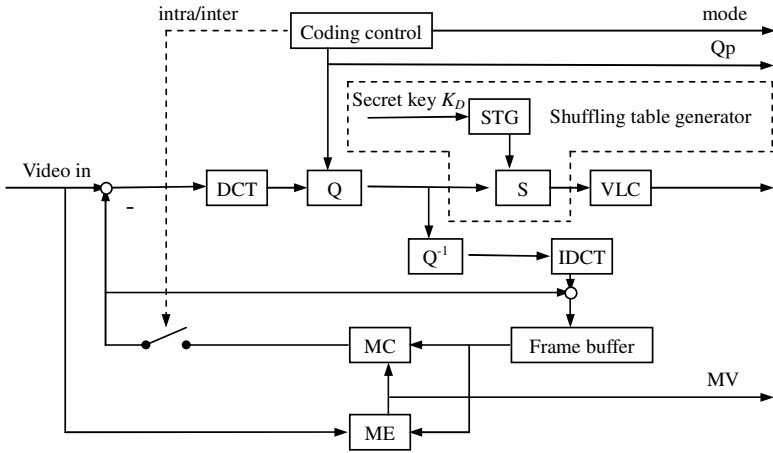 intra/inter
Coding control
mode
Qp
Secret key K_D
STG
Shuffling table generator
Video in
-
DCT
Q
S
VLC
Q⁻¹
IDCT
MC
Frame buffer
MV
ME